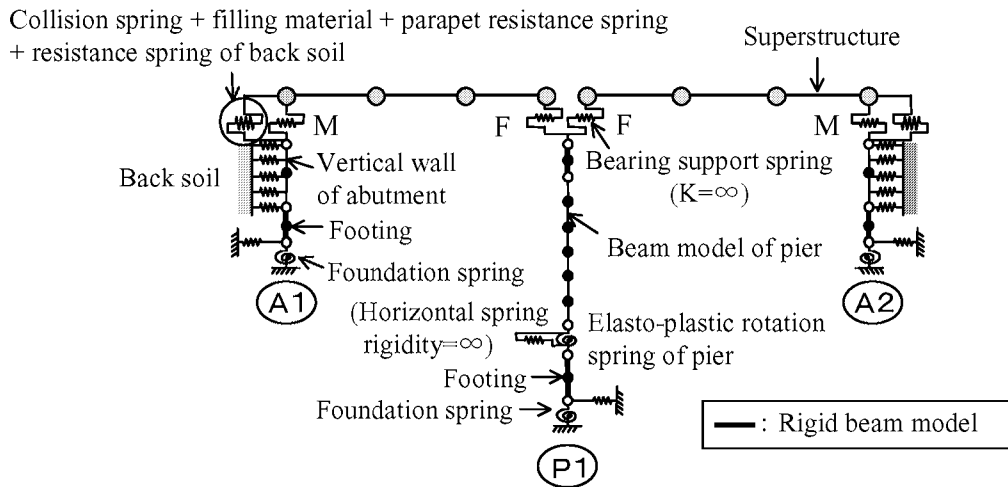 Collision spring + filling material + parapet resistance spring
+ resistance spring of back soil
Superstructure
M
F
F
M
Back soil
Vertical wall
of abutment
Bearing support spring
(K=∞)
Footing
Beam model of pier
Foundation spring
A1
A2
(Horizontal spring
rigidity=∞)
Elasto-plastic rotation
spring of pier
Footing
Foundation spring
: Rigid beam model
P1